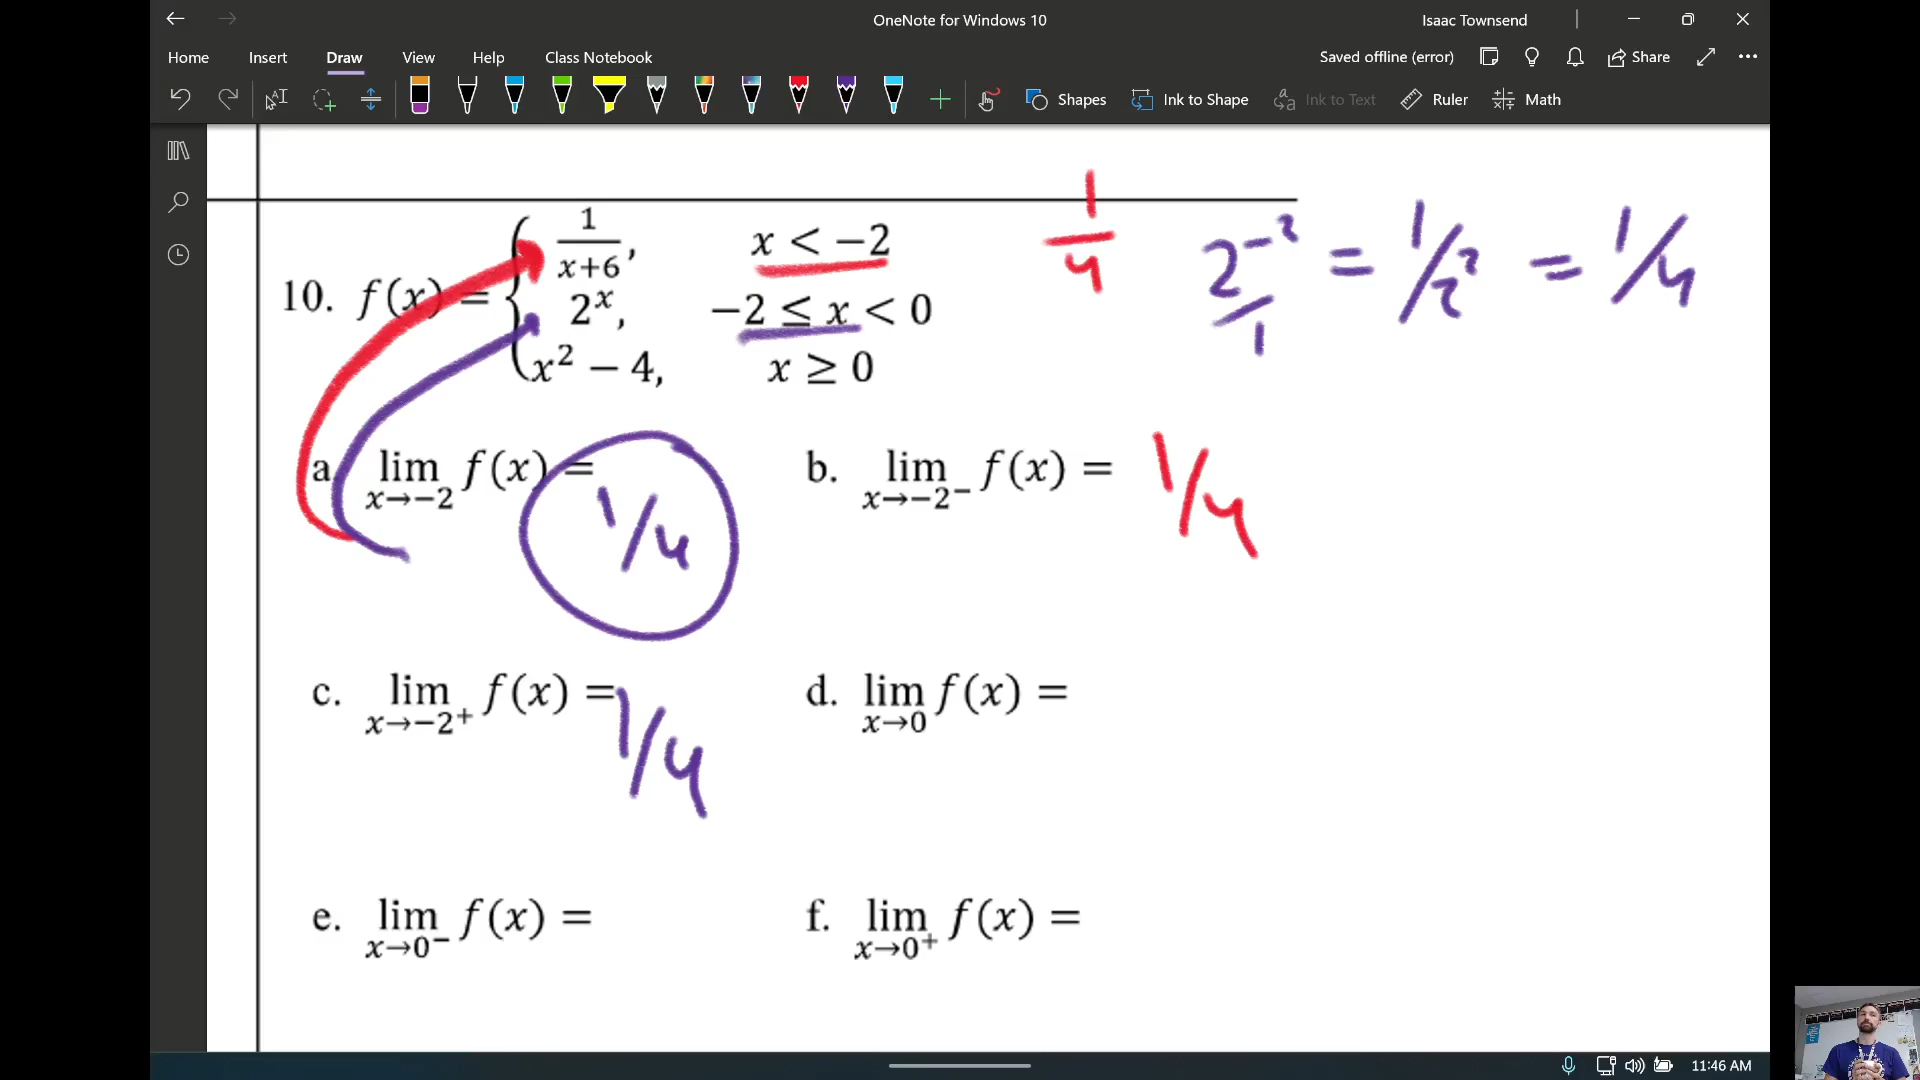 OneNote for Windows 10
Isaac Townsend
Home Insert Draw View Help Class Notebook
Saved offline (error) Share
Shapes Ink to Shape Ink to Text Ruler Math
10. f(x) = { 1/(x+6), x < −2
2^x, −2 ≤ x < 0
x² − 4, x ≥ 0
1/4
2^-2/1 = 1/2² = 1/4
a. lim x→−2 f(x) = 1/4
b. lim x→−2⁻ f(x) = 1/4
c. lim x→−2⁺ f(x) = 1/4
d. lim x→0 f(x) =
e. lim x→0⁻ f(x) =
f. lim x→0⁺ f(x) =
11:46 AM